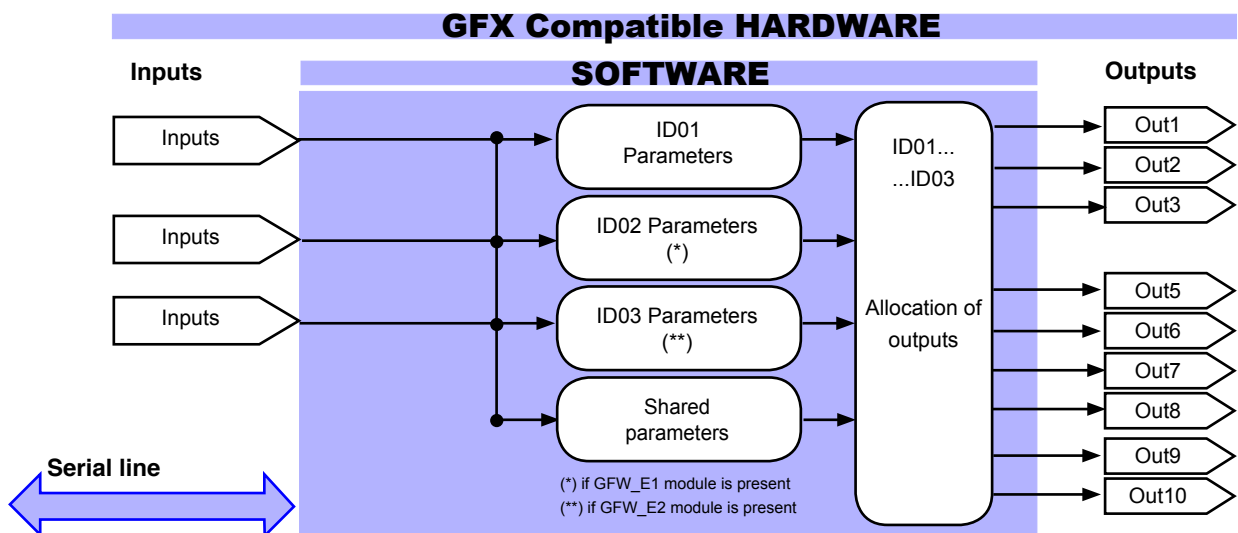 GFX Compatible HARDWARE
Inputs
SOFTWARE
Outputs
Inputs
Inputs
Inputs
ID01
Parameters
ID02 Parameters
(*)
ID03 Parameters
(**)
Shared
parameters
(*) if GFW_E1 module is present
(**) if GFW_E2 module is present
ID01...
...ID03
Allocation of
outputs
Out1
Out2
Out3
Out5
Out6
Out7
Out8
Out9
Out10
Serial line